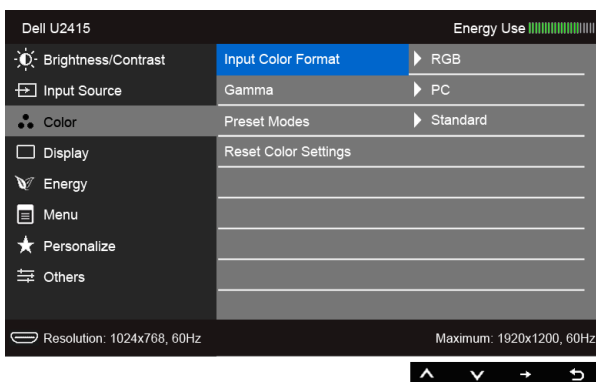 Dell U2415 Energy Use
Brightness/Contrast Input Color Format RGB
Input Source Gamma PC
Color Preset Modes Standard
Display Reset Color Settings
Energy
Menu
Personalize
Others
Resolution: 1024x768, 60Hz Maximum: 1920x1200, 60Hz